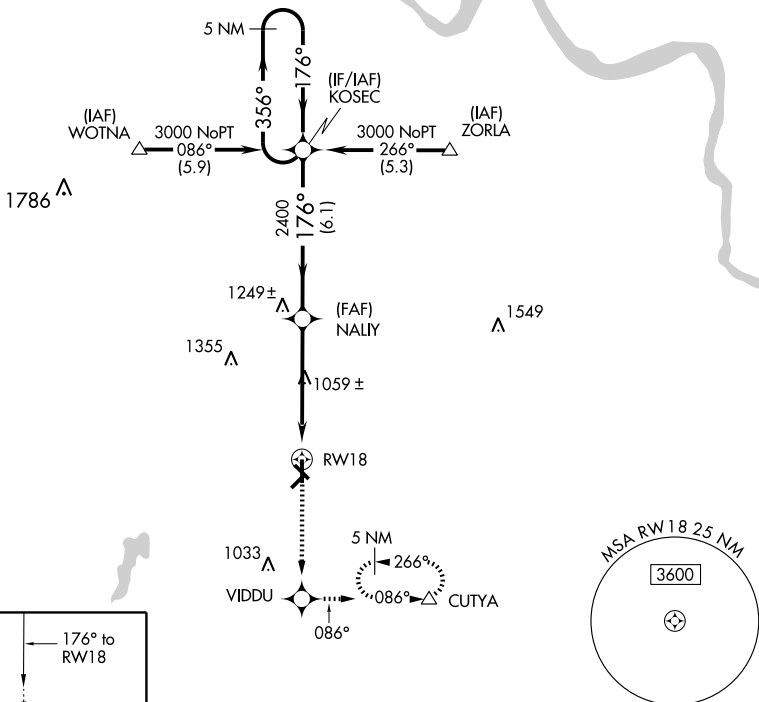 5 NM
176°
356°
(IF/IAF)
KOSEC
(IAF)
WOTNA
3000 NoPT
086°
(5.9)
3000 NoPT
266°
(5.3)
(IAF)
ZORLA
1786
2400
176°
(6.1)
1249±
(FAF)
NALIY
1549
1355
1059±
RW18
1033
5 NM
266°
086°
VIDDU
CUTYA
086°
MSA RW18 25 NM
3600
176° to
RW18